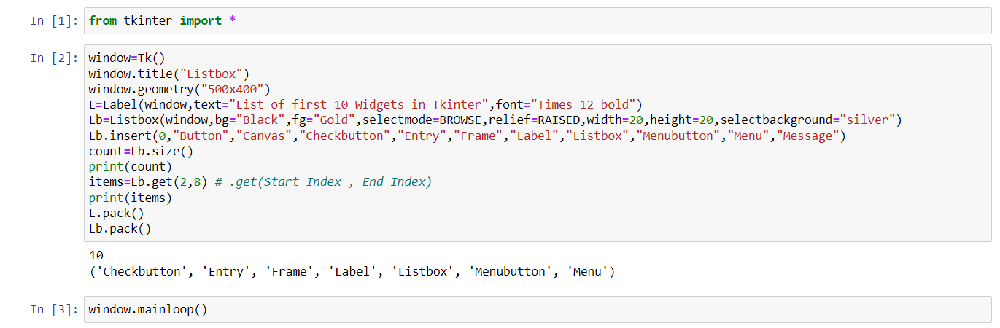 In [1]: from tkinter import *
In [2]: window=Tk()
window.title("Listbox")
window.geometry("500x400")
L=Label(window,text="List of first 10 Widgets in Tkinter",font="Times 12 bold")
Lb=Listbox(window,bg="Black",fg="Gold",selectmode=BROWSE,relief=RAISED,width=20,height=20,selectbackground="silver")
Lb.insert(0,"Button","Canvas","Checkbutton","Entry","Frame","Label","Listbox","Menubutton","Menu","Message")
count=Lb.size()
print(count)
items=Lb.get(2,8) # .get(Start Index , End Index)
print(items)
L.pack()
Lb.pack()
10
('Checkbutton', 'Entry', 'Frame', 'Label', 'Listbox', 'Menubutton', 'Menu')
In [3]: window.mainloop()